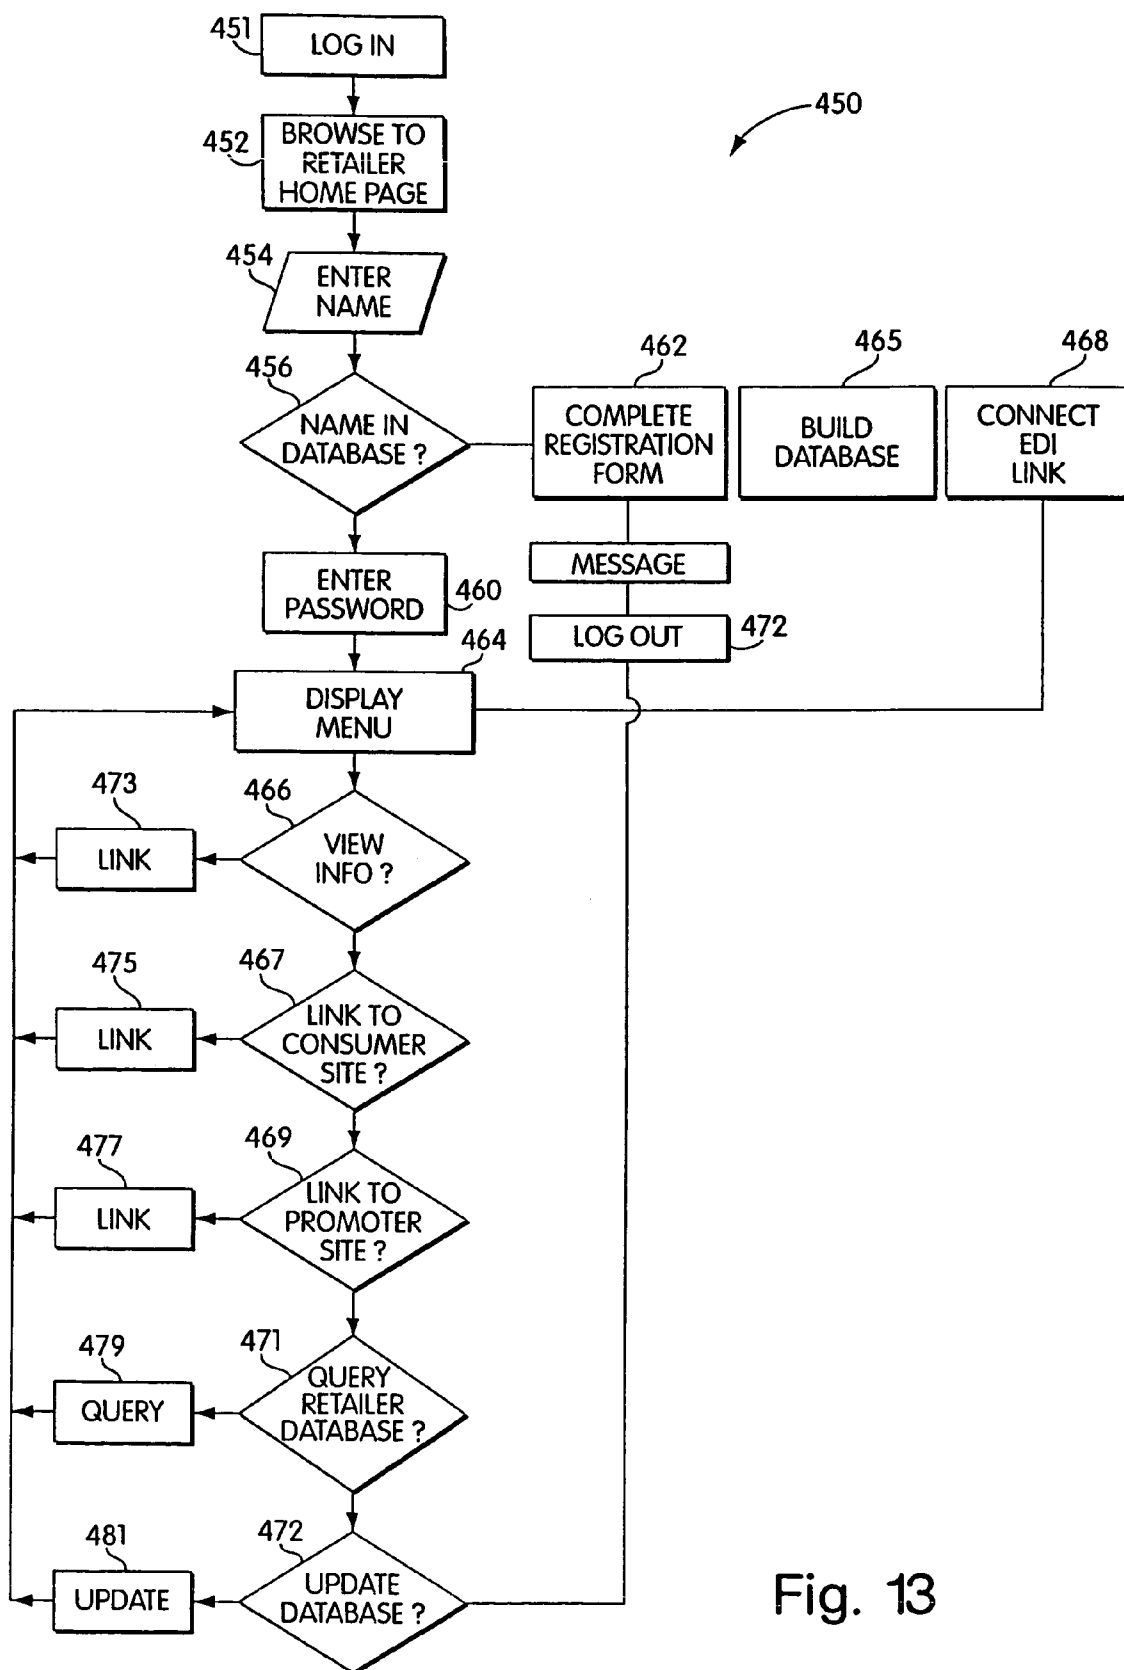 451
LOG IN
450
452
BROWSE TO
RETAILER
HOME PAGE
454
ENTER
NAME
456
NAME IN
DATABASE ?
462
COMPLETE
REGISTRATION
FORM
465
BUILD
DATABASE
468
CONNECT
EDI
LINK
MESSAGE
ENTER
PASSWORD
460
LOG OUT
472
464
DISPLAY
MENU
473
LINK
466
VIEW
INFO ?
475
LINK
467
LINK TO
CONSUMER
SITE ?
477
LINK
469
LINK TO
PROMOTER
SITE ?
479
QUERY
471
QUERY
RETAILER
DATABASE ?
481
UPDATE
472
UPDATE
DATABASE ?
Fig. 13